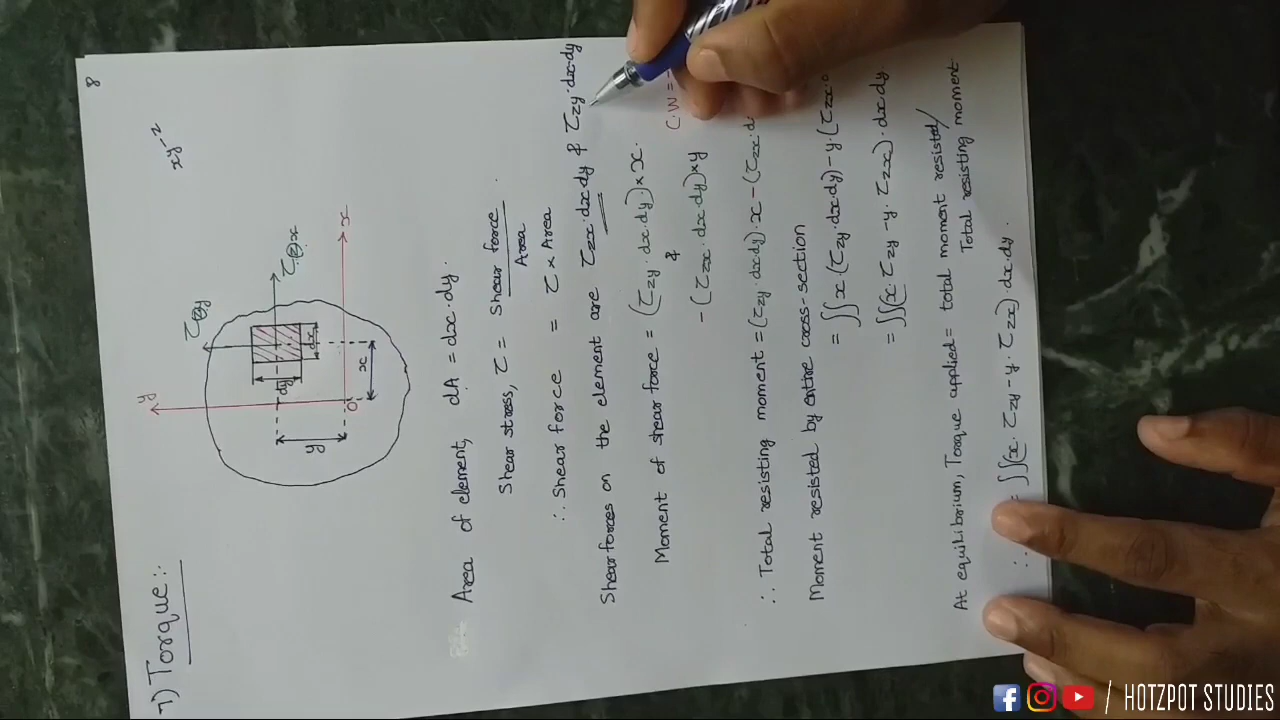 8
7) Torque:-
xy-z
y
τzy
τzx
dy
dx
y
x
O
x
Area of element, dA = dx·dy.
Shear stress, τ = Shear force / Area
∴ Shear force = τ × Area
Shear forces on the element are τzx·dx·dy & τzy·dx·dy
Moment of shear force = (τzy·dx·dy.)×x.
&
- (τzx·dx·dy)×y
(C.W = -
∴ Total resisting moment = (τzy·dx·dy)·x - (τzx·d
Moment resisted by entire cross-section
= ∬ x·(τzy·dx·dy) - y·(τzx·
= ∬(x·τzy - y·τzx)·dx·dy.
At equilibrium, Torque applied = total moment resisted/
Total resisting moment
∴ = ∬(x·τzy - y·τzx)·dx·dy.
/ HOTZPOT STUDIES